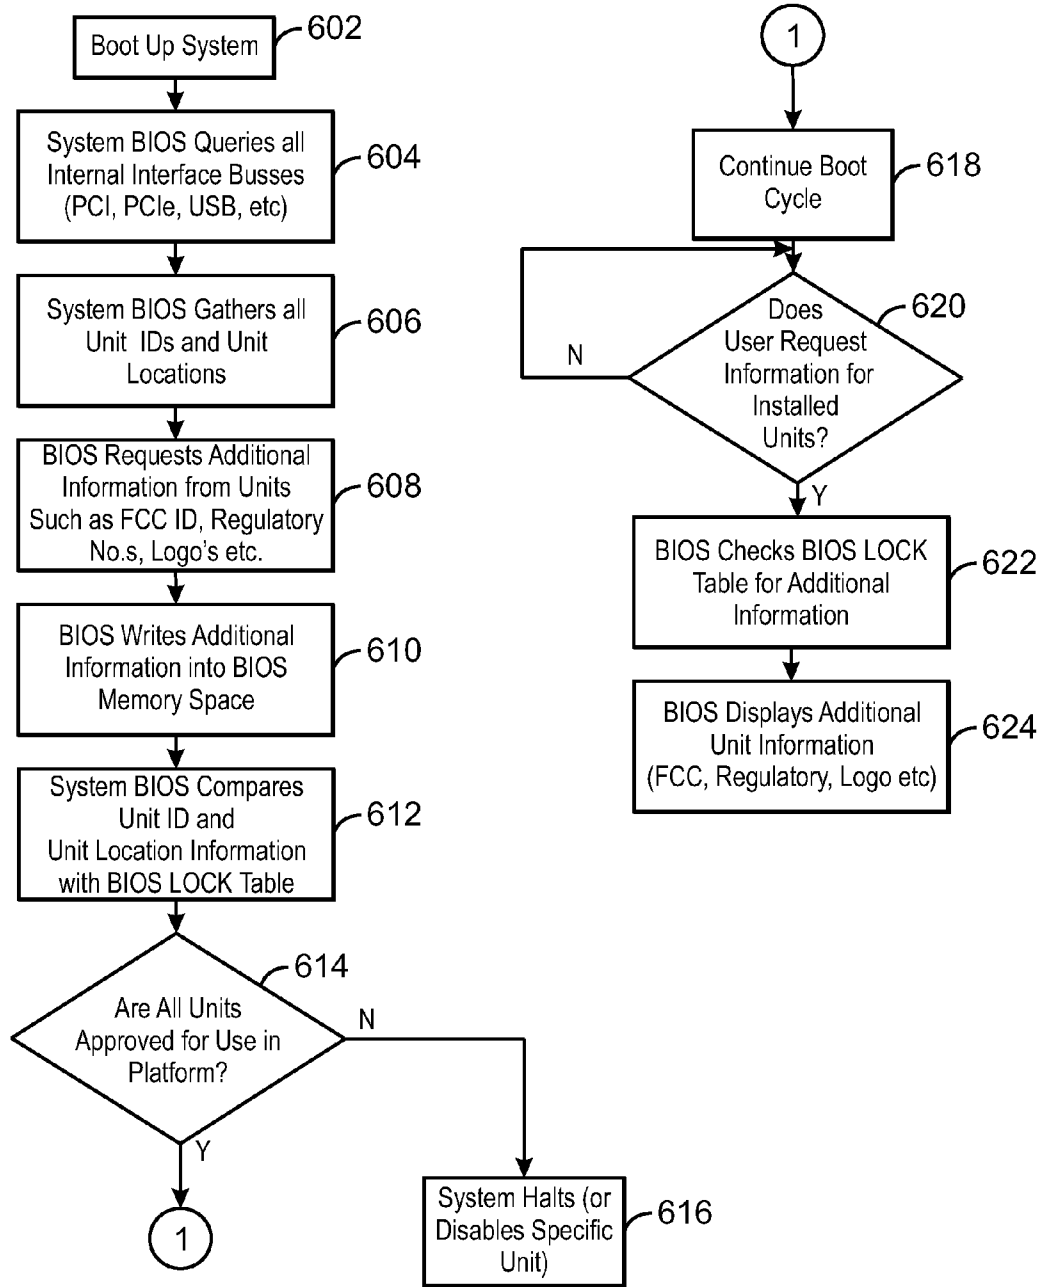 Boot Up System
602
System BIOS Queries all
Internal Interface Busses
(PCI, PCIe, USB, etc)
604
System BIOS Gathers all
Unit IDs and Unit
Locations
606
BIOS Requests Additional
Information from Units
Such as FCC ID, Regulatory
No.s, Logo's etc.
608
BIOS Writes Additional
Information into BIOS
Memory Space
610
System BIOS Compares
Unit ID and
Unit Location Information
with BIOS LOCK Table
612
Are All Units
Approved for Use in
Platform?
614
N
Y
1
System Halts (or
Disables Specific
Unit)
616
1
Continue Boot
Cycle
618
Does
User Request
Information for
Installed
Units?
620
N
Y
BIOS Checks BIOS LOCK
Table for Additional
Information
622
BIOS Displays Additional
Unit Information
(FCC, Regulatory, Logo etc)
624